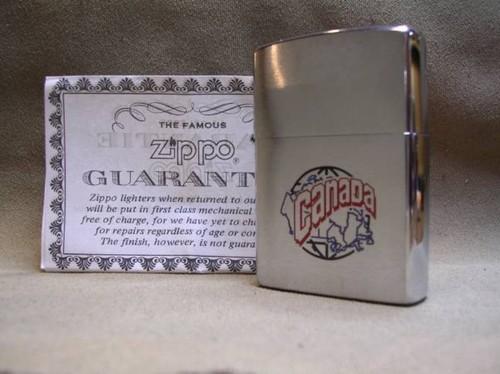 THE FAMOUS
Zippo®
GUARANT
Zippo lighters when returned to ou
will be put in first class mechanical
free of charge, for we have yet to cha
for repairs regardless of age or con
The finish, however, is not guara
Canada